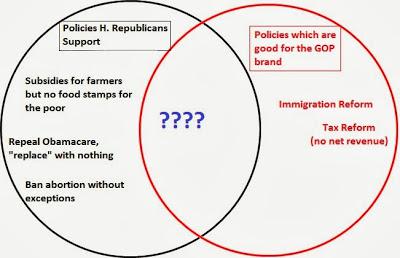 Policies H. Republicans
Support
Policies which are
good for the GOP
brand
Subsidies for farmers
but no food stamps for
the poor
Immigration Reform
????
Tax Reform
(no net revenue)
Repeal Obamacare,
"replace" with nothing
Ban abortion without
exceptions